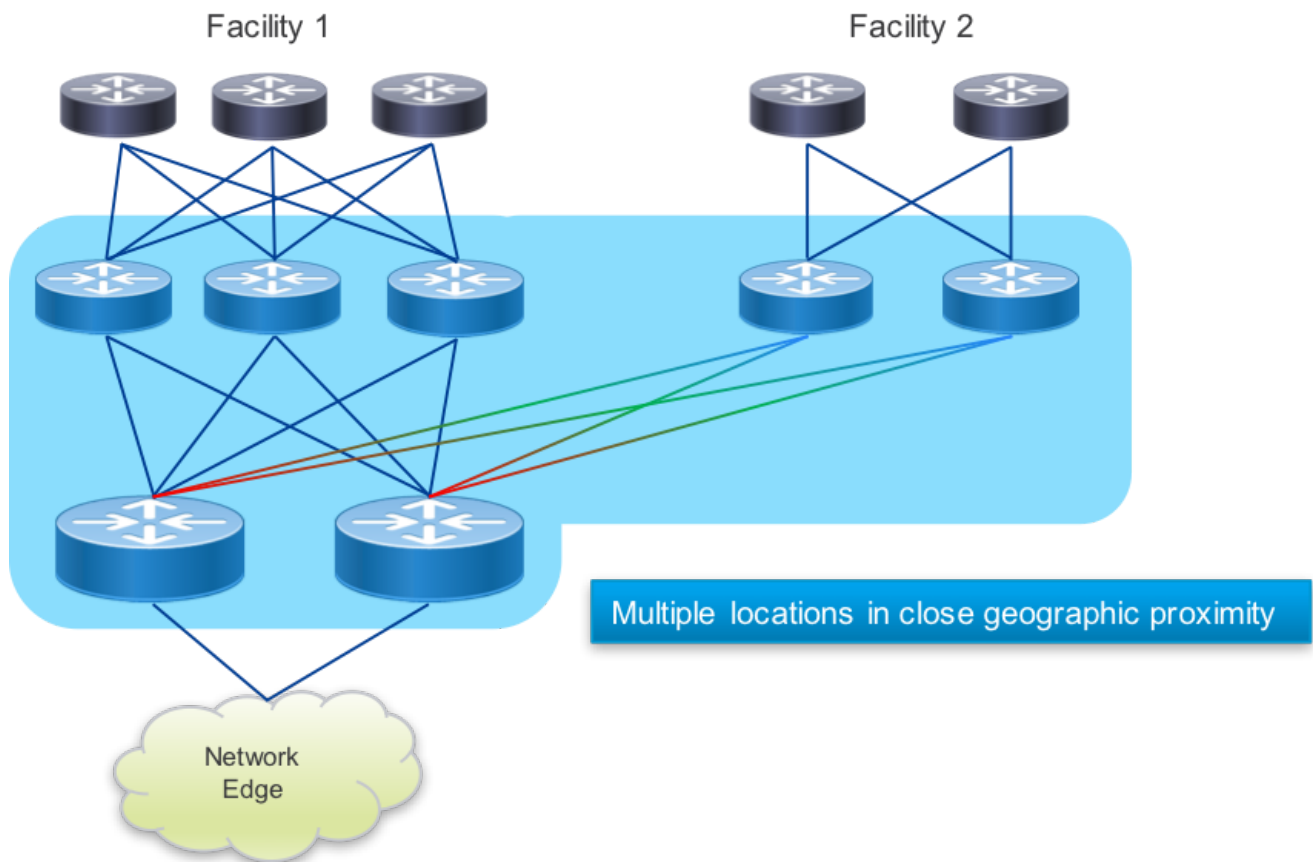 Facility 1
Facility 2
Multiple locations in close geographic proximity
Network
Edge